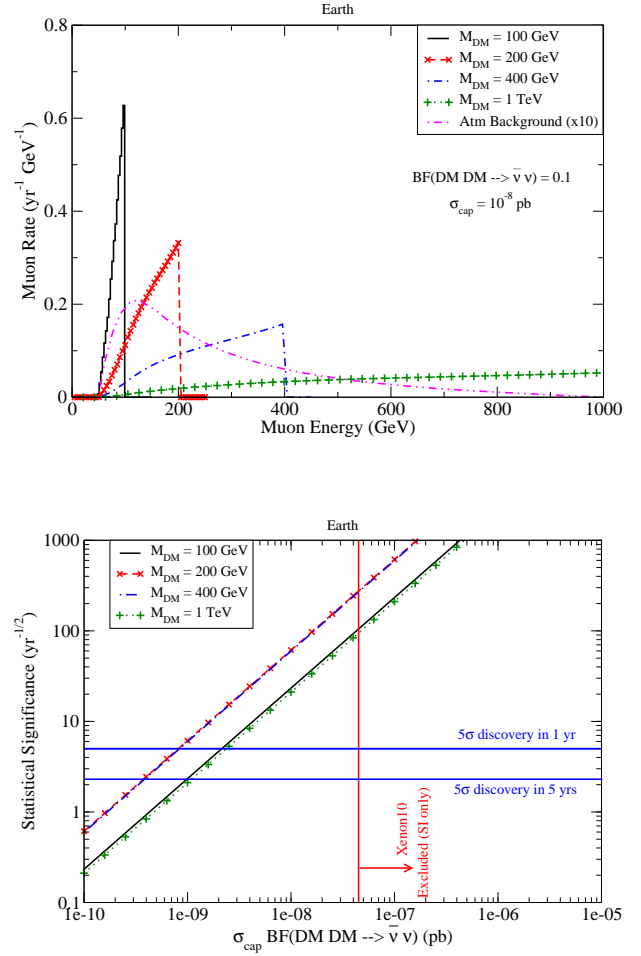 Earth
0.8
0.6
0.4
0.2
0
Muon Rate (yr⁻¹ GeV⁻¹)
M_DM = 100 GeV
M_DM = 200 GeV
M_DM = 400 GeV
M_DM = 1 TeV
Atm Background (x10)
BF(DM DM --> ν̅ ν) = 0.1
σ_cap = 10⁻⁸ pb
0 200 400 600 800 1000
Muon Energy (GeV)
Earth
1000
100
10
1
0,1
Statistical Significance (yr⁻¹/²)
M_DM = 100 GeV
M_DM = 200 GeV
M_DM = 400 GeV
M_DM = 1 TeV
5σ discovery in 1 yr
5σ discovery in 5 yrs
Xenon10
Excluded (SI only)
1e-10 1e-09 1e-08 1e-07 1e-06 1e-05
σ_cap BF(DM DM --> ν̅ ν) (pb)